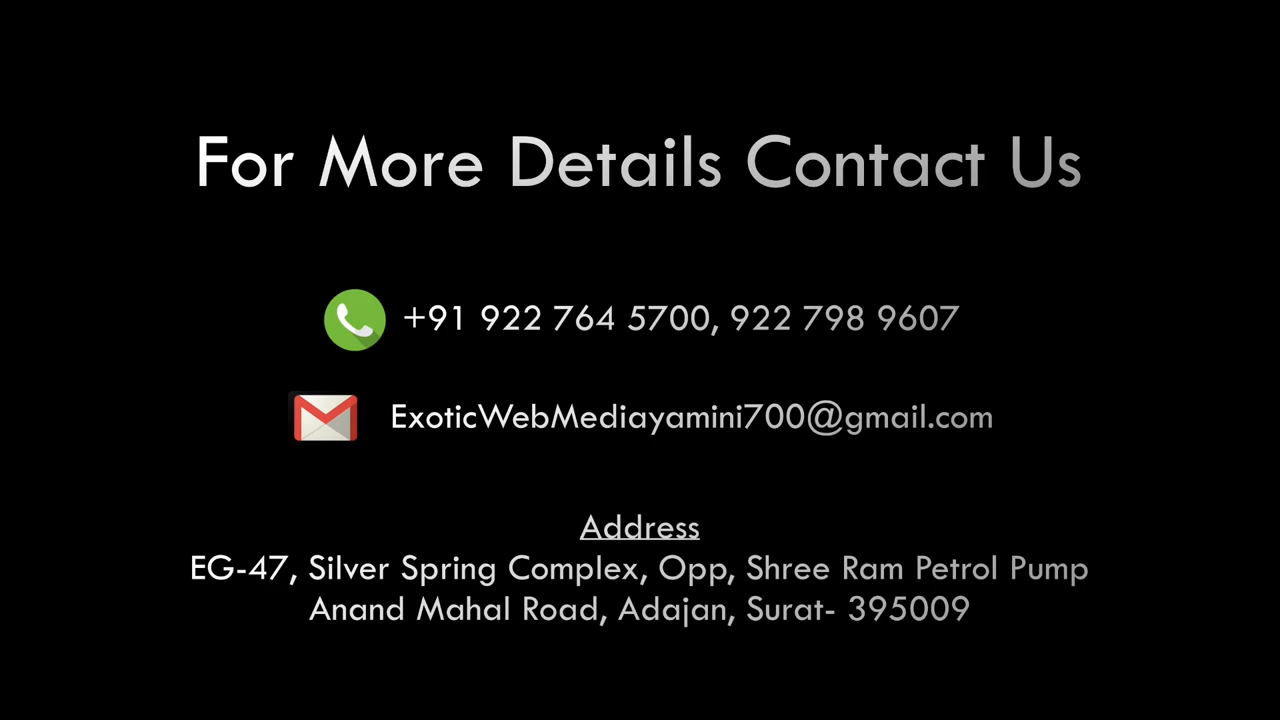 For More Details Contact Us
+91 922 764 5700, 922 798 9607
ExoticWebMediayamini700@gmail.com
Address
EG-47, Silver Spring Complex, Opp, Shree Ram Petrol Pump
Anand Mahal Road, Adajan, Surat- 395009